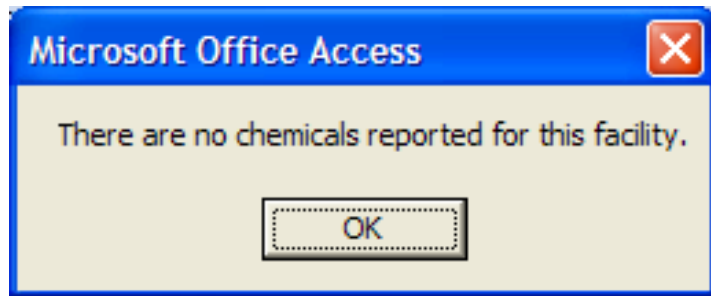 Microsoft Office Access
There are no chemicals reported for this facility.
OK